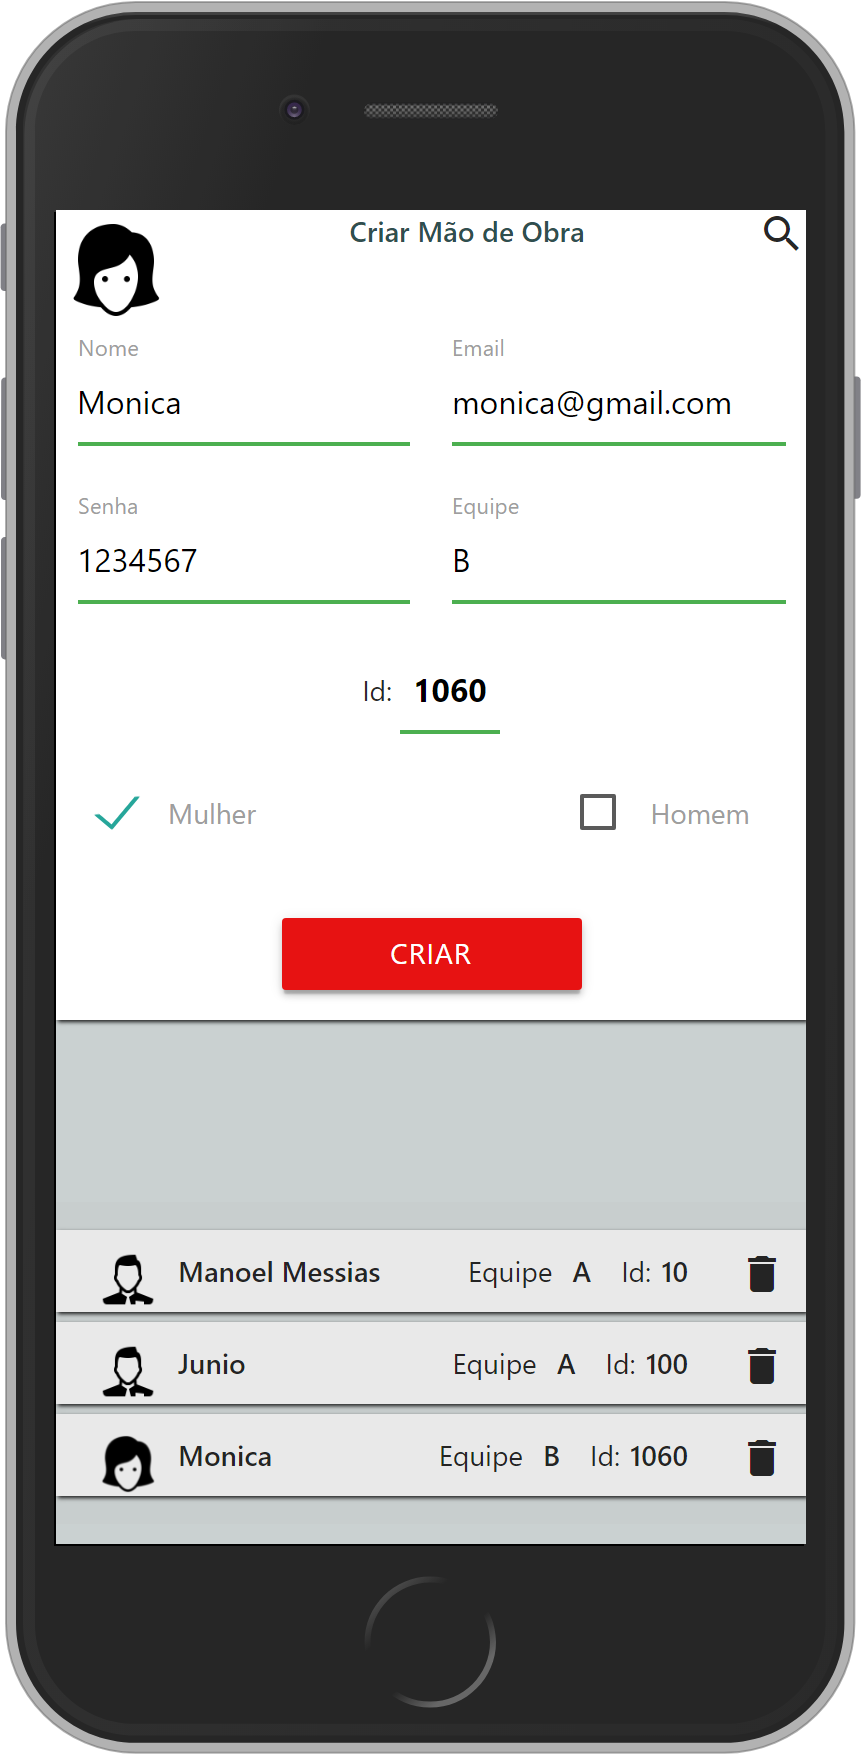 Criar Mão de Obra
Nome Email
Monica monica@gmail.com
Senha Equipe
1234567 B
Id: 1060
Mulher Homem
CRIAR
Manoel Messias Equipe A Id: 10
Junio Equipe A Id: 100
Monica Equipe B Id: 1060